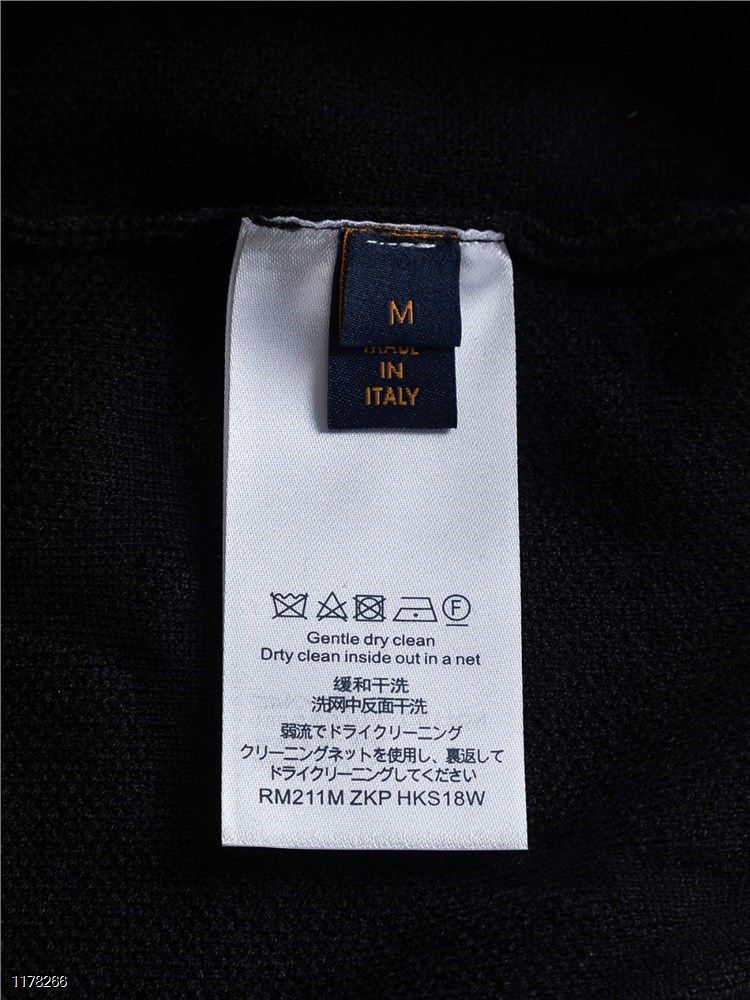 M
MADE
IN
ITALY
F
Gentle dry clean
Drty clean inside out in a net
缓和干洗
洗网中反面干洗
弱流でドライクリーニング
クリーニングネットを使用し、裏返して
ドライクリーニングしてください
RM211M ZKP HKS18W
1178266